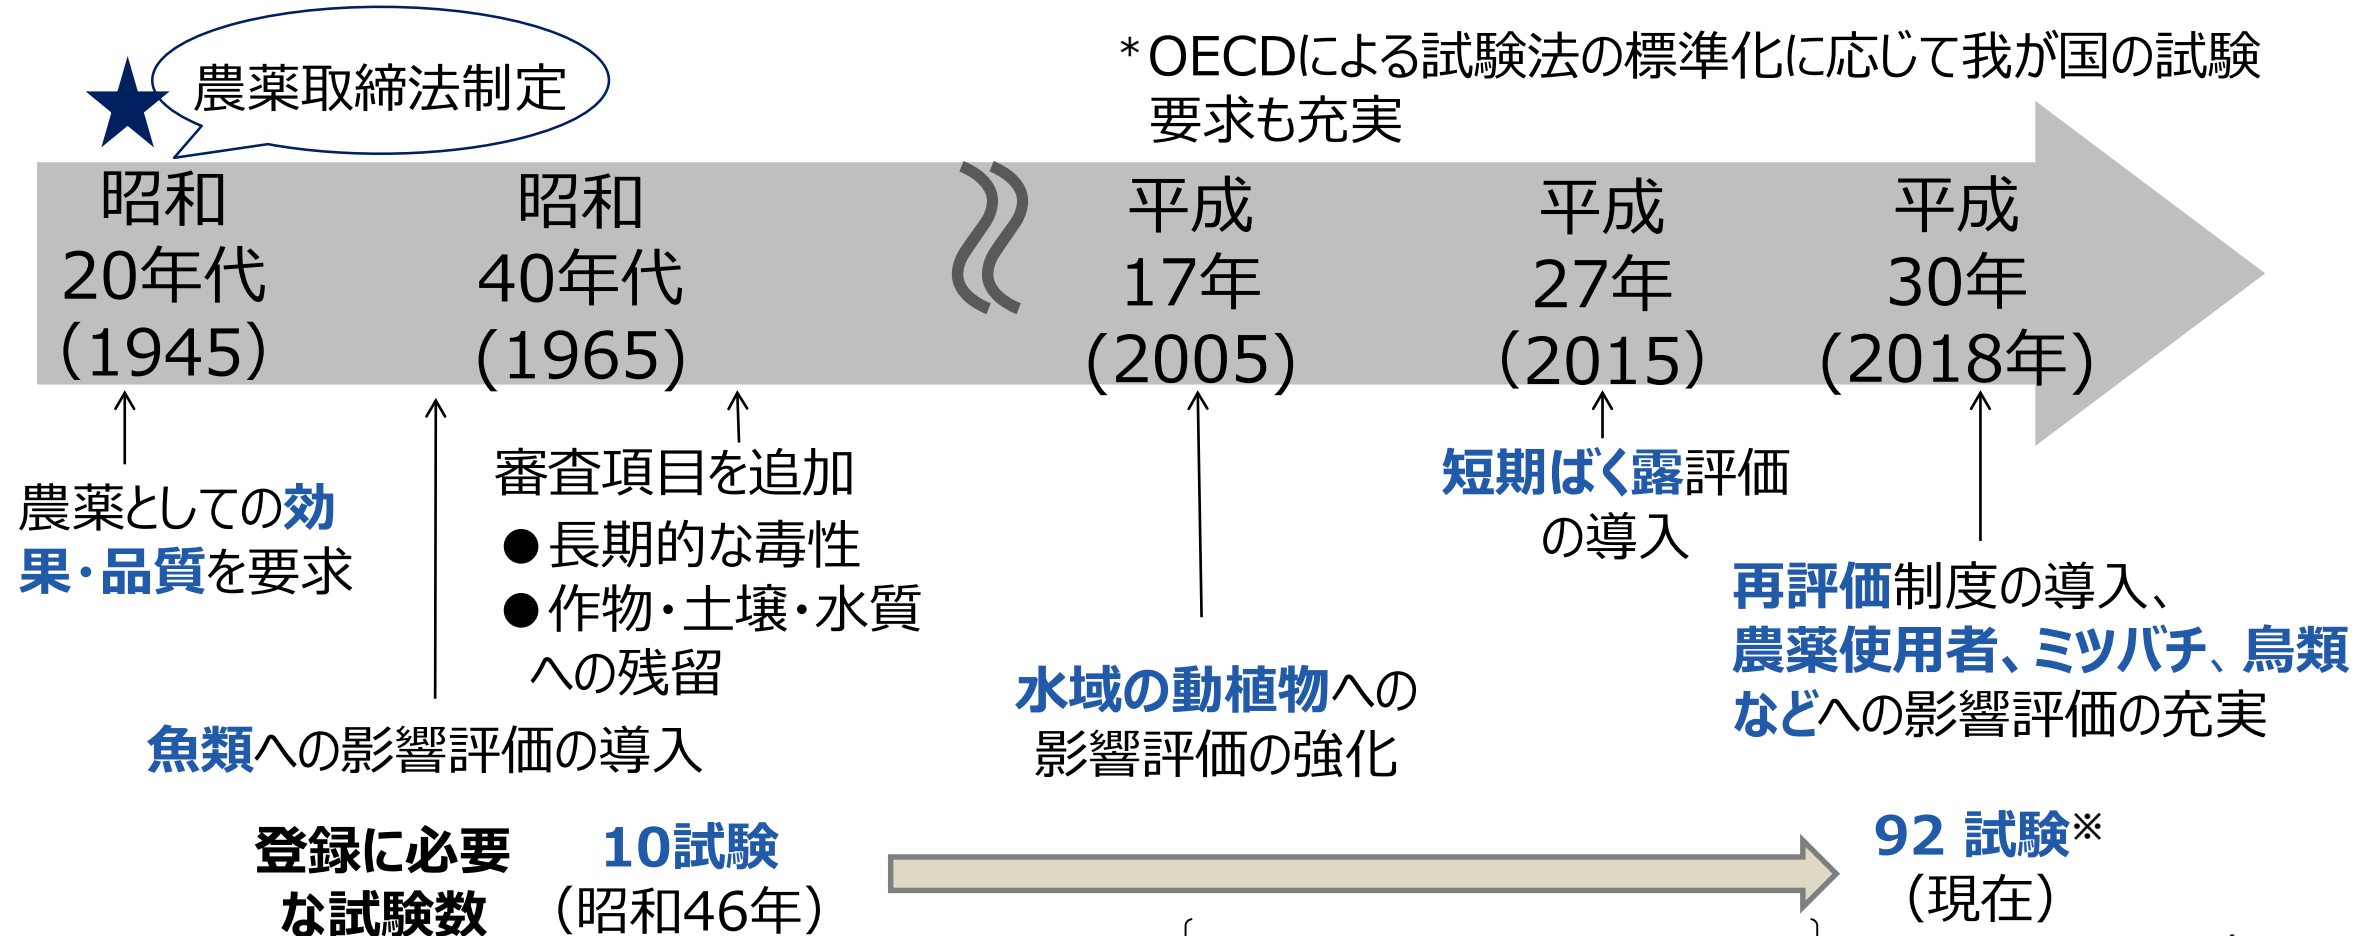 農薬取締法制定
*OECDによる試験法の標準化に応じて我が国の試験
要求も充実
昭和
20年代
（1945）
昭和
40年代
(1965)
平成
17年
(2005)
平成
27年
（2015）
平成
30年
(2018年)
農薬としての効
果・品質を要求
魚類への影響評価の導入
審査項目を追加
●長期的な毒性
●作物・土壌・水質
への残留
水域の動植物への
影響評価の強化
短期ばく露評価
の導入
再評価制度の導入、
農薬使用者、ミツバチ、鳥類
などへの影響評価の充実
登録に必要
な試験数
10試験
（昭和46年）
92 試験※
（現在）